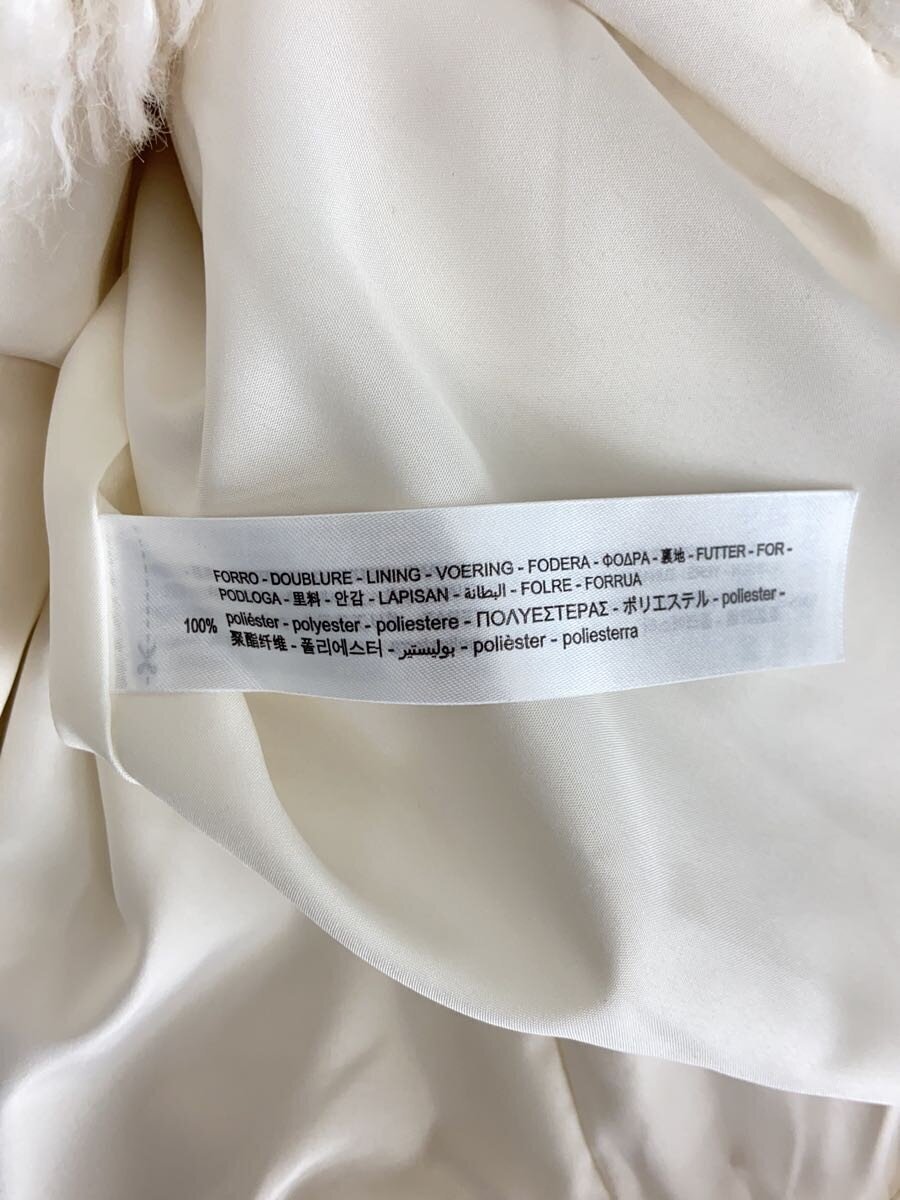 FORRO - DOUBLURE - LINING - VOERING - FODERA - ΦΟΔΡΑ - 裏地 - FUTTER - FOR -
PODLOGA - 里料 - 안감 - LAPISAN - البطانة - FOLRE - FORRUA
100% poliéster - polyester - poliestere - ΠΟΛΥΕΣΤΕΡΑΣ - ポリエステル - poliester -
聚酯纤维 - 폴리에스터 - بوليستير - polièster - poliesterra